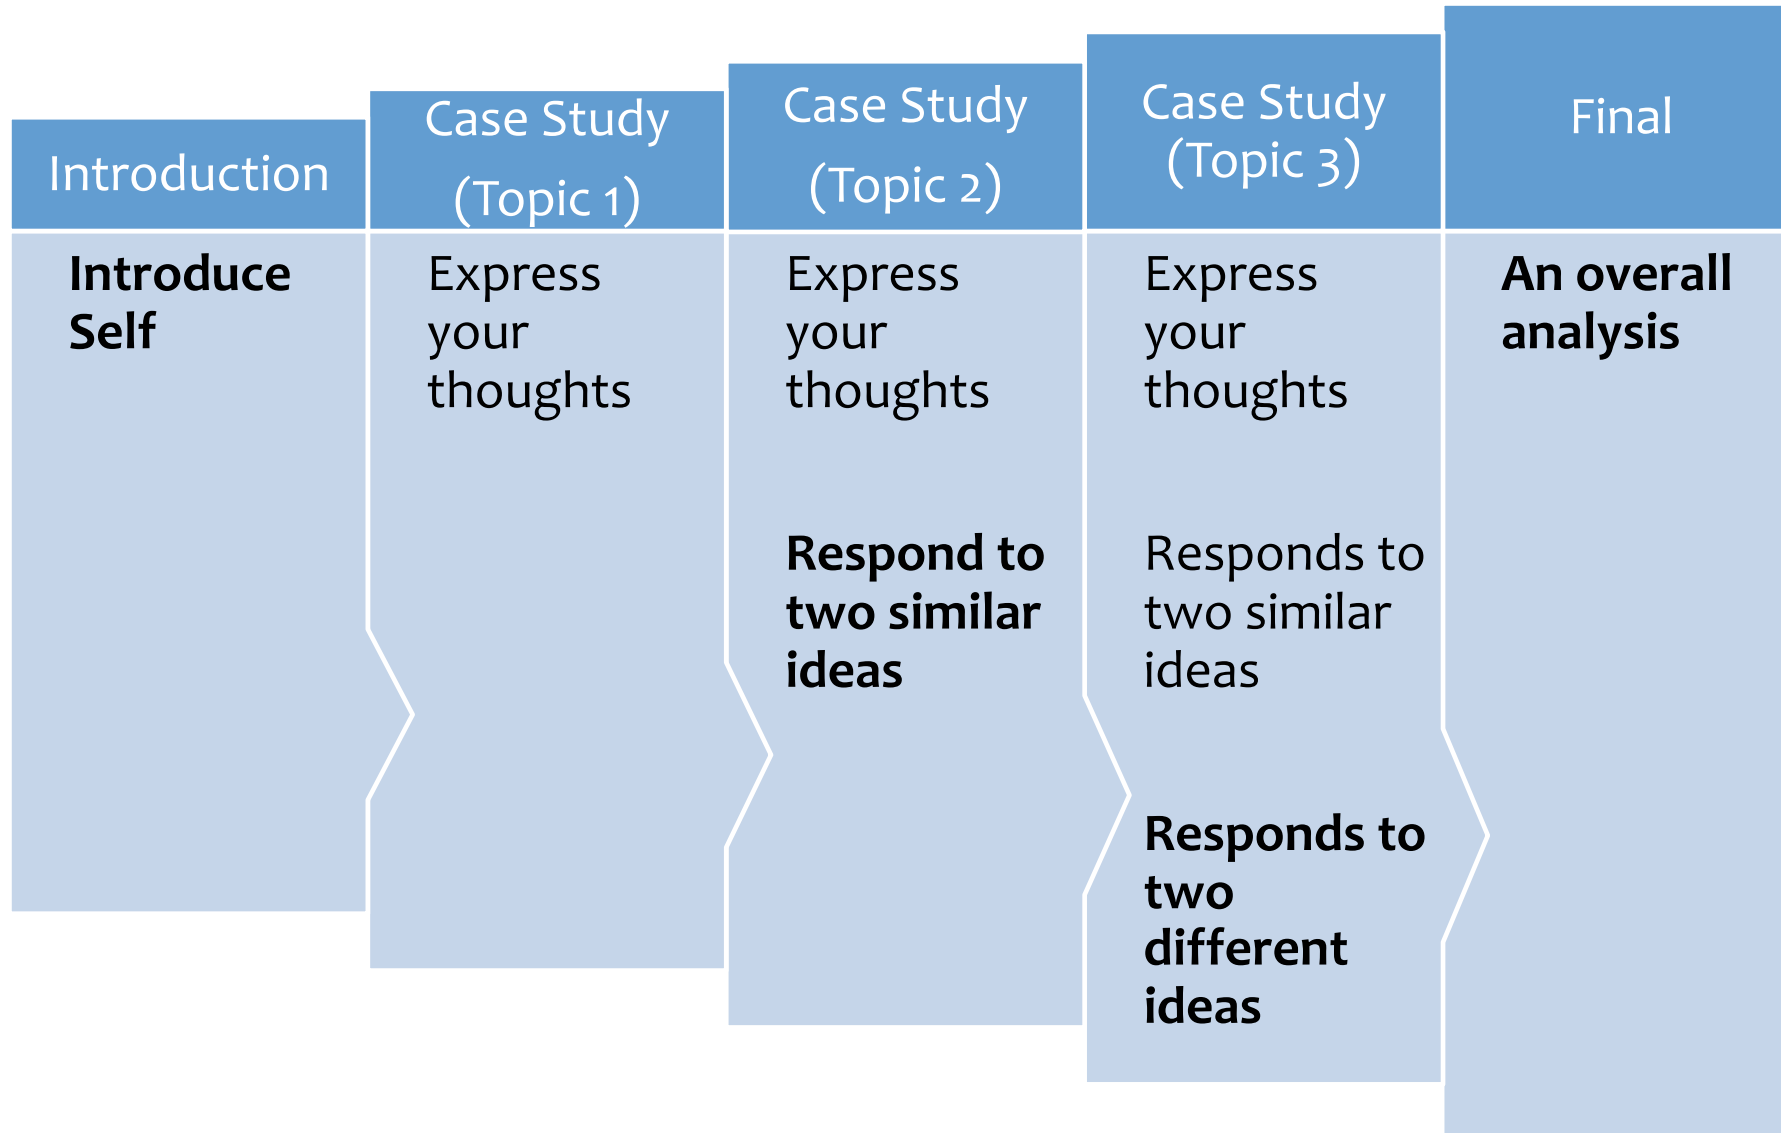 Introduction
Introduce
Self
Case Study
(Topic 1)
Express
your
thoughts
Case Study
(Topic 2)
Express
your
thoughts
Respond to
two similar
ideas
Case Study
(Topic 3)
Express
your
thoughts
Responds to
two similar
ideas
Responds to
two
different
ideas
Final
An overall
analysis